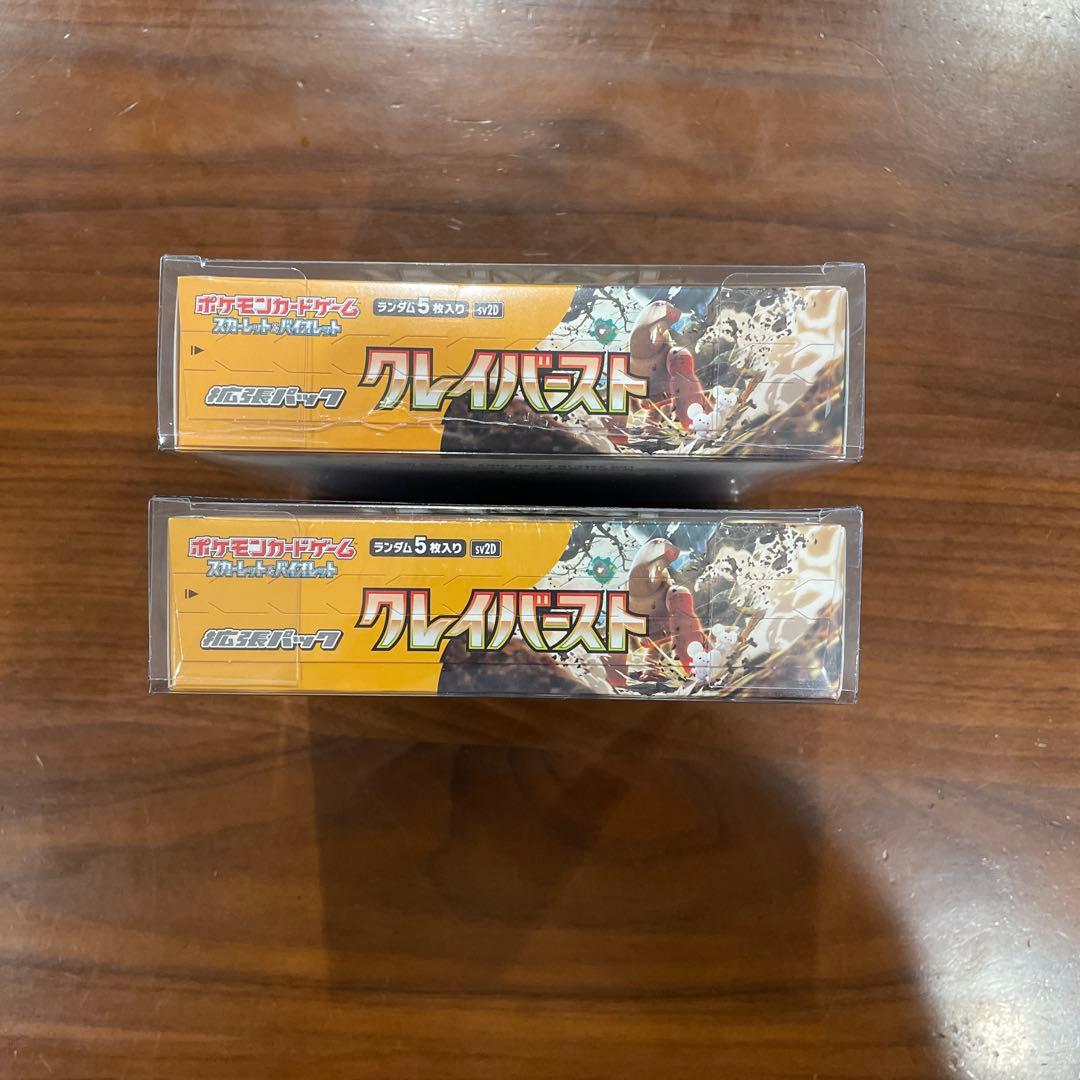 ポケモンカードゲーム
スカーレット&バイオレット
ランダム5枚入り sv2D
クレイバースト
拡張パック
ポケモンカードゲーム
スカーレット&バイオレット
ランダム5枚入り sv2D
クレイバースト
拡張パック